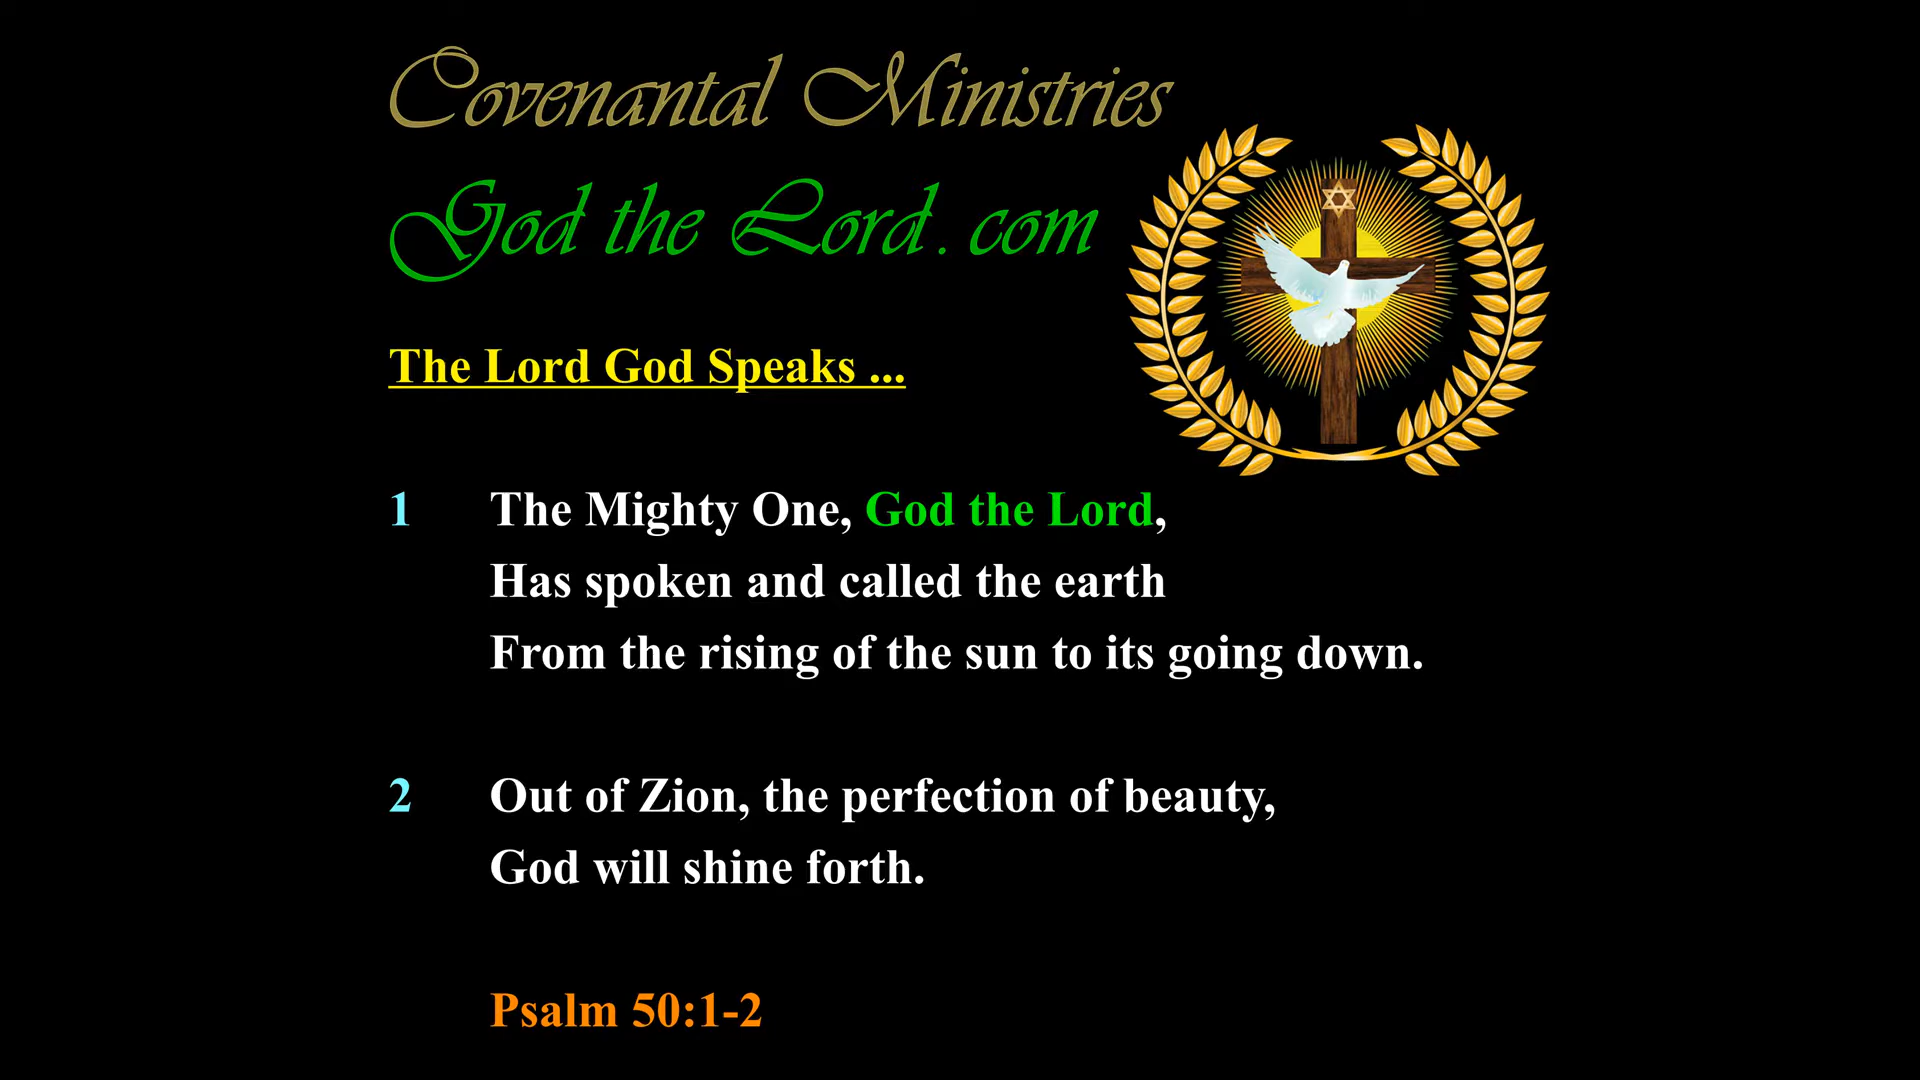 Covenantal Ministries
God the Lord.com
The Lord God Speaks ...
1 The Mighty One, God the Lord,
Has spoken and called the earth
From the rising of the sun to its going down.
2 Out of Zion, the perfection of beauty,
God will shine forth.
Psalm 50:1-2